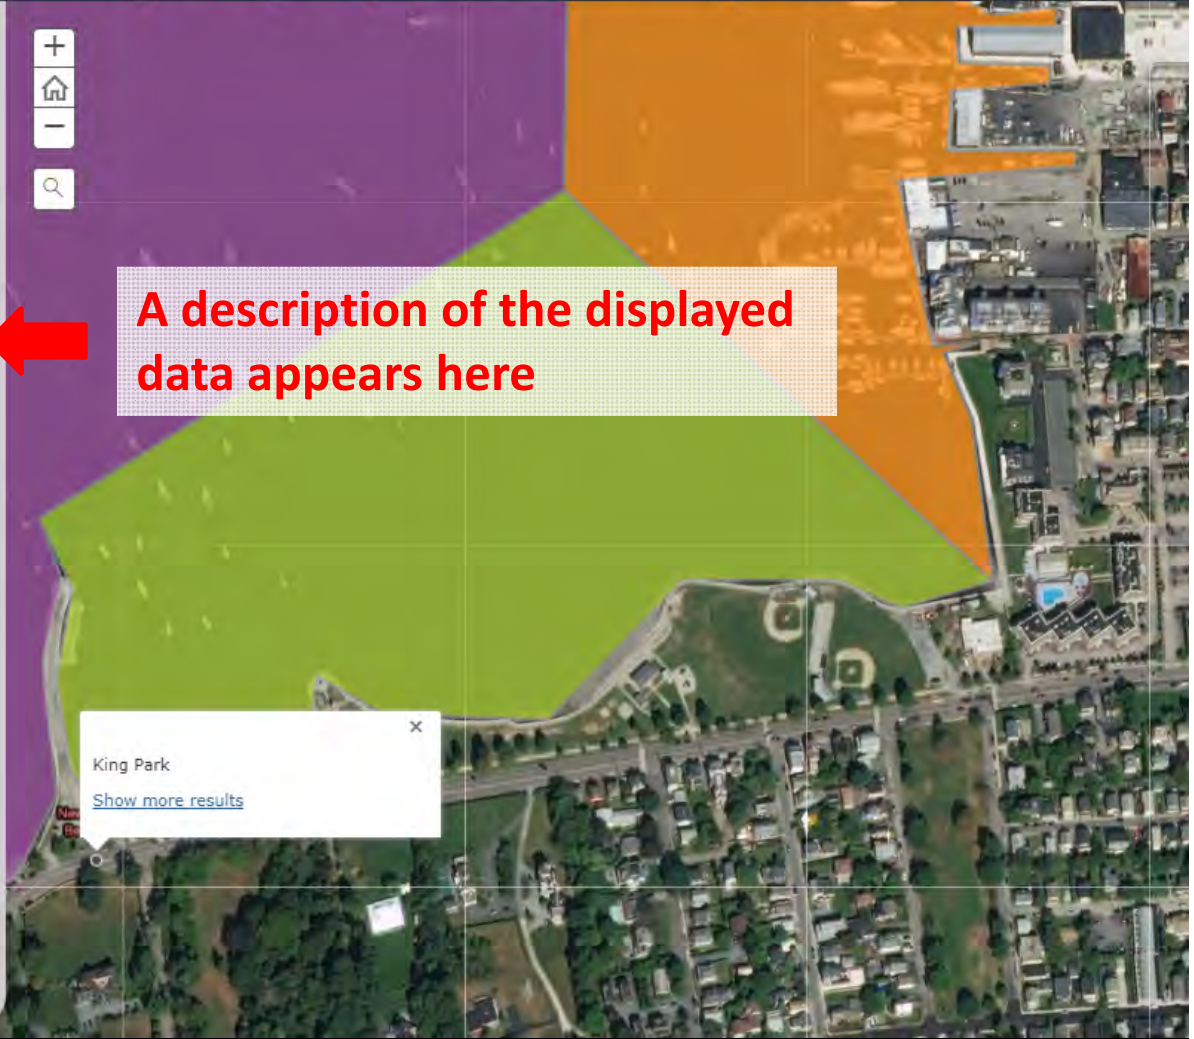 +
−
A description of the displayed
data appears here
×
King Park
Show more results